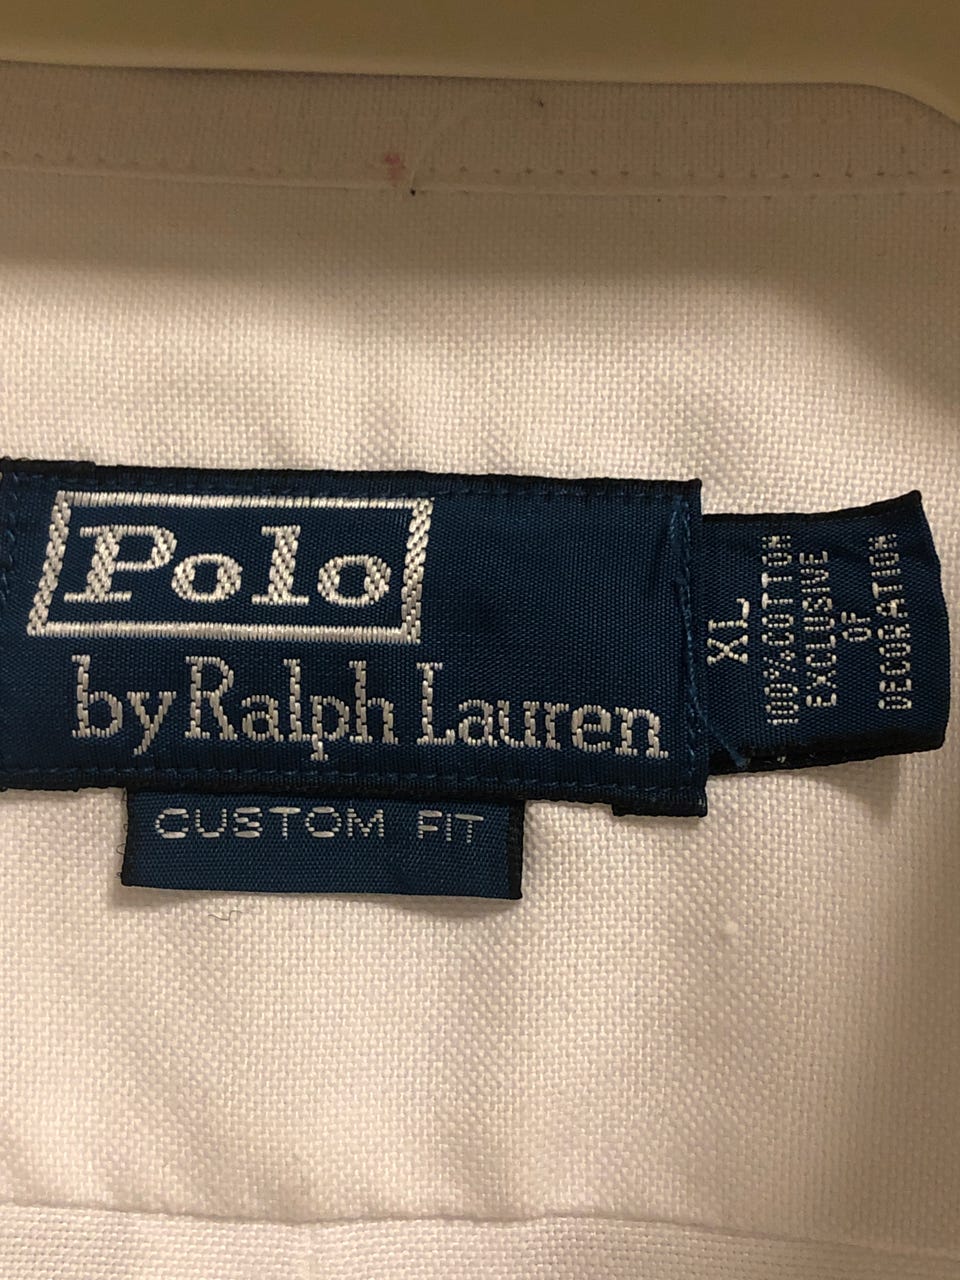 Polo
by Ralph Lauren
CUSTOM FIT
XL
100% COTTON
EXCLUSIVE
OF
DECORATION